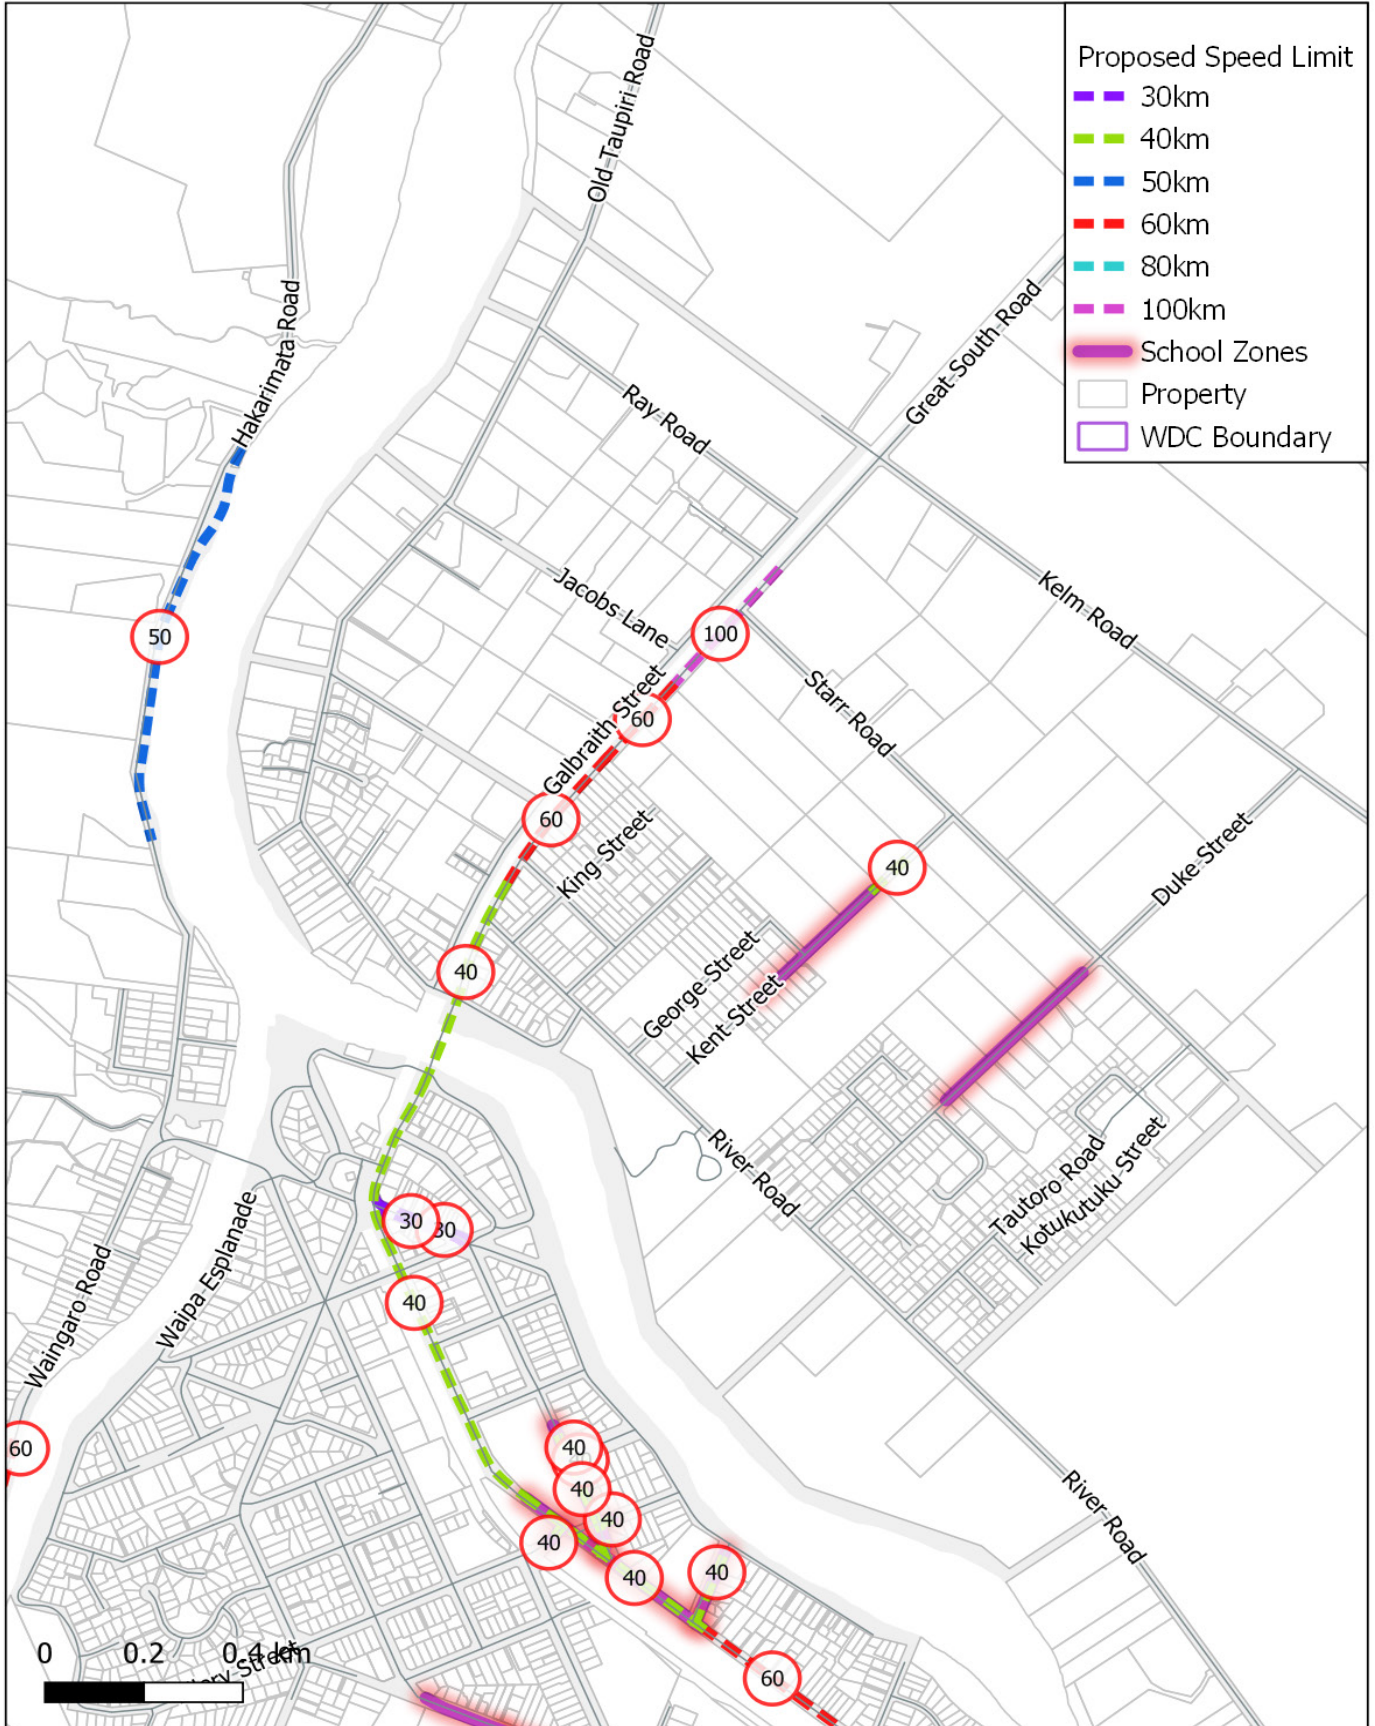 Proposed Speed Limit
30km
40km
50km
60km
80km
100km
School Zones
Property
WDC Boundary
Old Taupiri Road
Hakarimata Road
Great South Road
Ray Road
Kelm Road
Jacobs Lane
50
100
Starr Road
Galbraith Street
60
60
King Street
40
Duke Street
40
George Street
Kent Street
River Road
Tautoro Road
Kotukutuku Street
Waipa Esplanade
Waingaro Road
30
30
40
60
40
40
40
40
40
40
River Road
60
0 0.2 0.4 km
Street